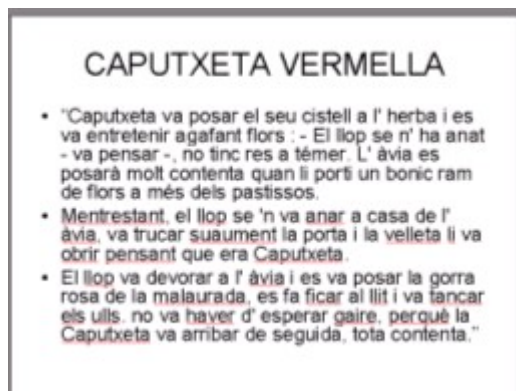 CAPUTXETA VERMELLA
• "Caputxeta va posar el seu cistell a l' herba i es
va entretenir agafant flors : - El llop se n' ha anat
- va pensar -, no tinc res a témer. L' àvia es
posarà molt contenta quan li porti un bonic ram
de flors a més dels pastissos.
• Mentrestant, el llop se 'n va anar a casa de l'
àvia, va trucar suaument la porta i la velleta li va
obrir pensant que era Caputxeta.
• El llop va devorar a l' àvia i es va posar la gorra
rosa de la malaurada, es fa ficar al llit i va tancar
els ulls. no va haver d' esperar gaire, perquè la
Caputxeta va arribar de seguida, tota contenta."